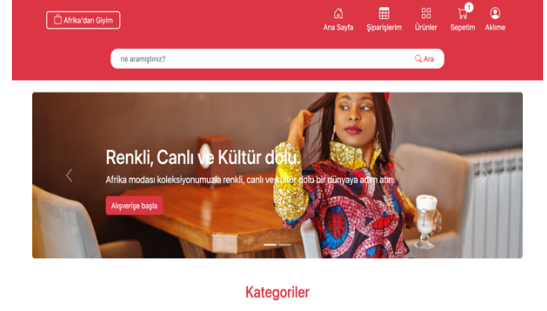 Afrika'dan Giyim
1
Ana Sayfa Siparişlerim Ürünler Sepetim Aklime
ne aramıştınız?
Ara
Renkli, Canlı ve Kültür dolu.
Afrika modası koleksiyonumuzla renkli, canlı ve kültür dolu bir dünyaya adım atın.
Alışverişe başla
Kategoriler